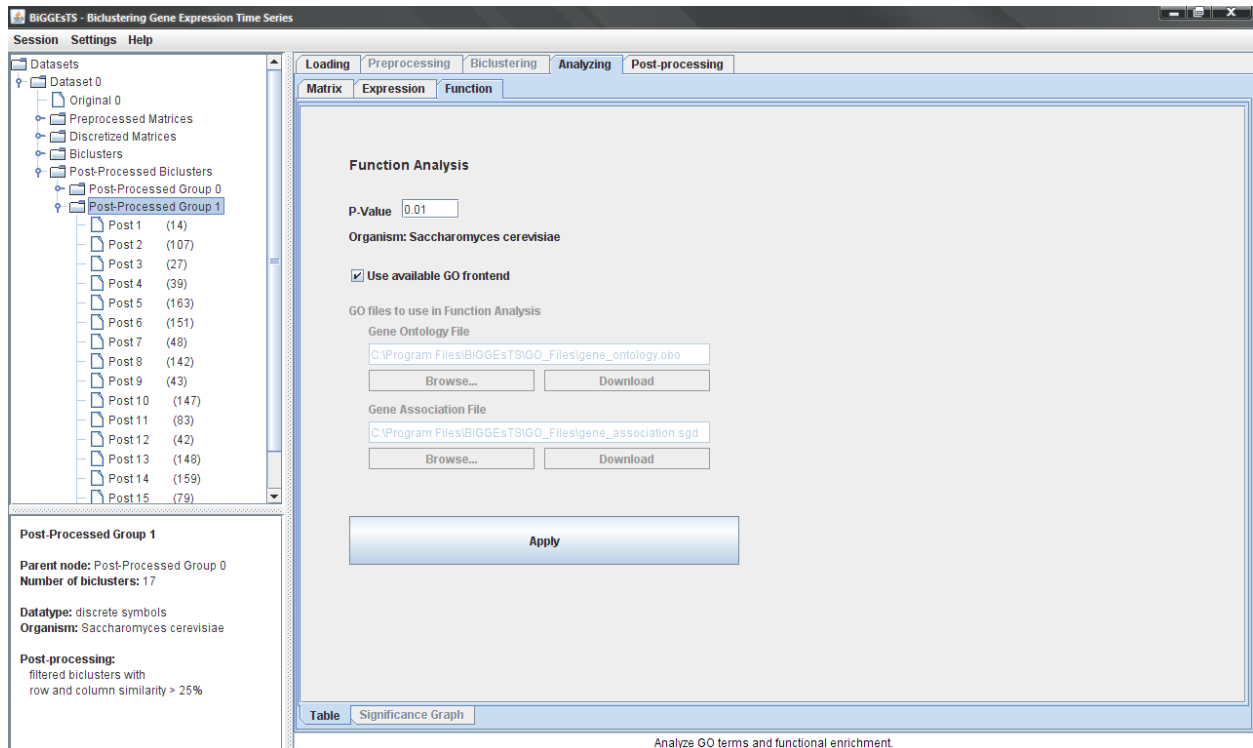 BiGGEsTS - Biclustering Gene Expression Time Series
Session Settings Help
Datasets
Dataset 0
Original 0
Preprocessed Matrices
Discretized Matrices
Biclusters
Post-Processed Biclusters
Post-Processed Group 0
Post-Processed Group 1
Post 1 (14)
Post 2 (107)
Post 3 (27)
Post 4 (39)
Post 5 (163)
Post 6 (151)
Post 7 (48)
Post 8 (142)
Post 9 (43)
Post 10 (147)
Post 11 (83)
Post 12 (42)
Post 13 (148)
Post 14 (159)
Post 15 (79)
Post-Processed Group 1
Parent node: Post-Processed Group 0
Number of biclusters: 17
Datatype: discrete symbols
Organism: Saccharomyces cerevisiae
Post-processing:
filtered biclusters with
row and column similarity > 25%
Loading Preprocessing Biclustering Analyzing Post-processing
Matrix Expression Function
Function Analysis
P-Value 0.01
Organism: Saccharomyces cerevisiae
Use available GO frontend
GO files to use in Function Analysis
Gene Ontology File
C:\Program Files\BiGGEsTS\GO_Files\gene_ontology.obo
Browse... Download
Gene Association File
C:\Program Files\BiGGEsTS\GO_Files\gene_association.sgd
Browse... Download
Apply
Table Significance Graph
Analyze GO terms and functional enrichment.